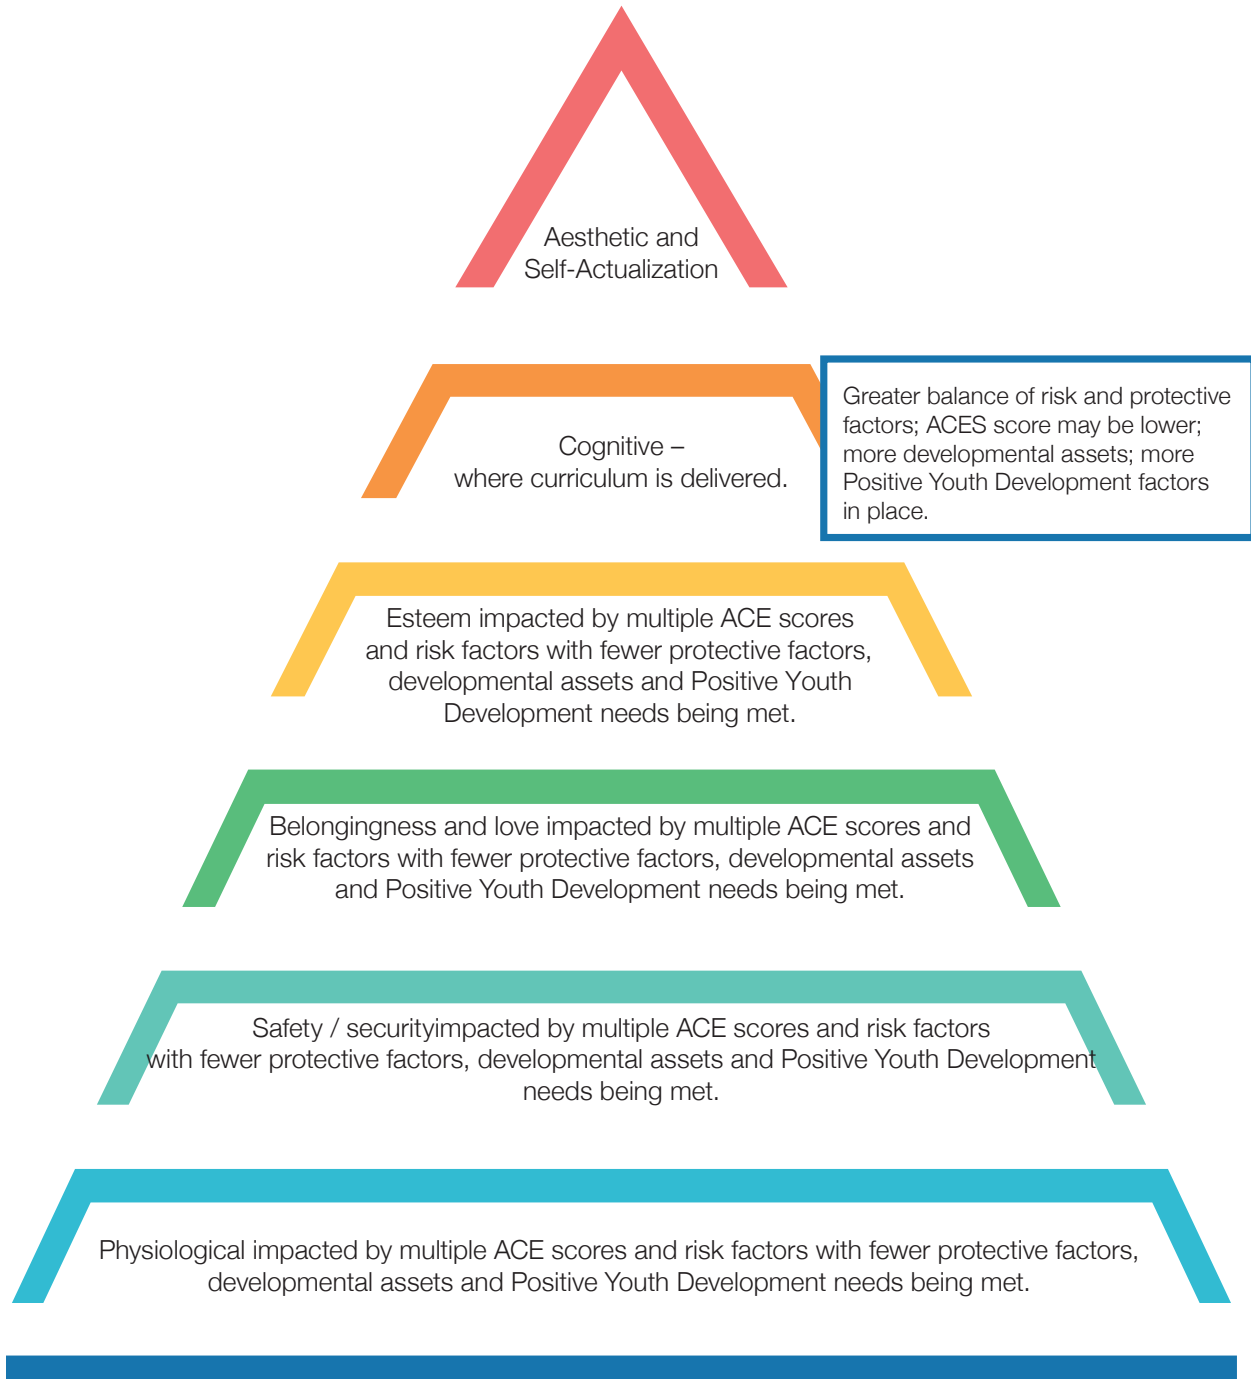 Aesthetic and
Self-Actualization
Cognitive –
where curriculum is delivered.
Greater balance of risk and protective
factors; ACES score may be lower;
more developmental assets; more
Positive Youth Development factors
in place.
Esteem impacted by multiple ACE scores
and risk factors with fewer protective factors,
developmental assets and Positive Youth
Development needs being met.
Belongingness and love impacted by multiple ACE scores and
risk factors with fewer protective factors, developmental assets
and Positive Youth Development needs being met.
Safety / securityimpacted by multiple ACE scores and risk factors
with fewer protective factors, developmental assets and Positive Youth Development
needs being met.
Physiological impacted by multiple ACE scores and risk factors with fewer protective factors,
developmental assets and Positive Youth Development needs being met.